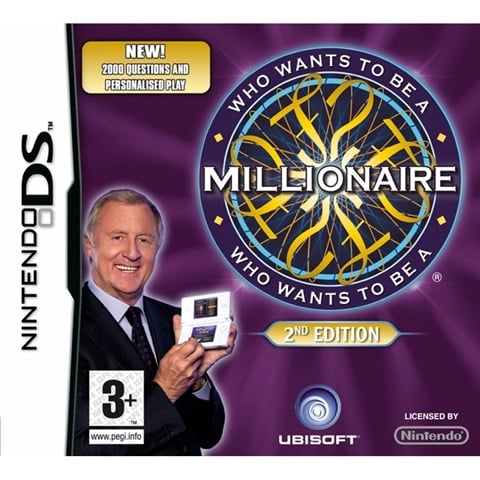 NEW!
2000 QUESTIONS AND
PERSONALISED PLAY
NINTENDO DS™
WHO WANTS TO BE A
MILLIONAIRE
WHO WANTS TO BE A
®
2ND EDITION
3+
www.pegi.info
UBISOFT®
LICENSED BY
Nintendo®